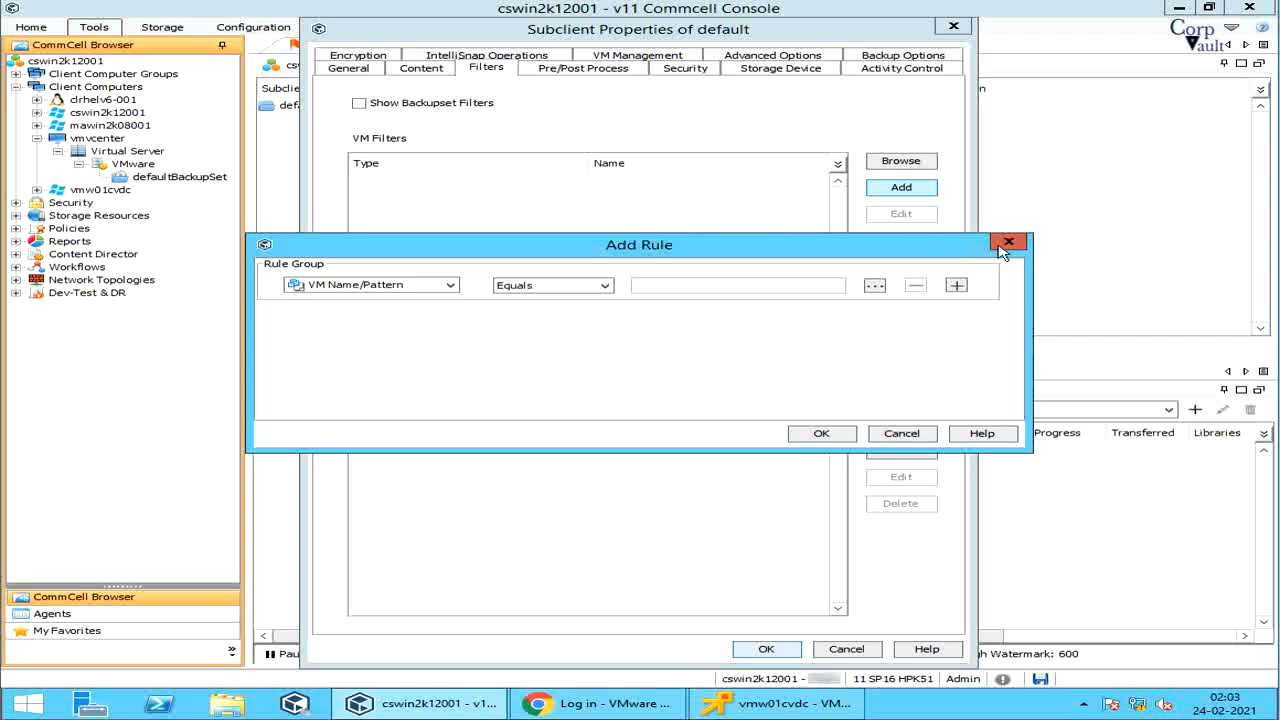 cswin2k12001 - v11 Commcell Console
Home Tools Storage Configuration
Corp
Vault
CommCell Browser
cswin2k12001
Client Computer Groups
Client Computers
clrhelv6-001
cswin2k12001
mawin2k08001
vmvcenter
Virtual Server
VMware
defaultBackupSet
vmw01cvdc
Security
Storage Resources
Policies
Reports
Content Director
Workflows
Network Topologies
Dev-Test & DR
CommCell Browser
Agents
My Favorites
Subclient Properties of default
Encryption IntelliSnap Operations VM Management Advanced Options Backup Options
General Content Filters Pre/Post Process Security Storage Device Activity Control
Show Backupset Filters
VM Filters
Type Name
Browse
Add
Edit
Add Rule
Rule Group
VM Name/Pattern Equals ...
OK Cancel Help
Progress Transferred Libraries
Edit
Delete
OK Cancel Help
cswin2k12001 - 11 SP16 HPK51 Admin
cswin2k12001 - v1... Log in - VMware ... vmw01cvdc - VM...
02:03
24-02-2021